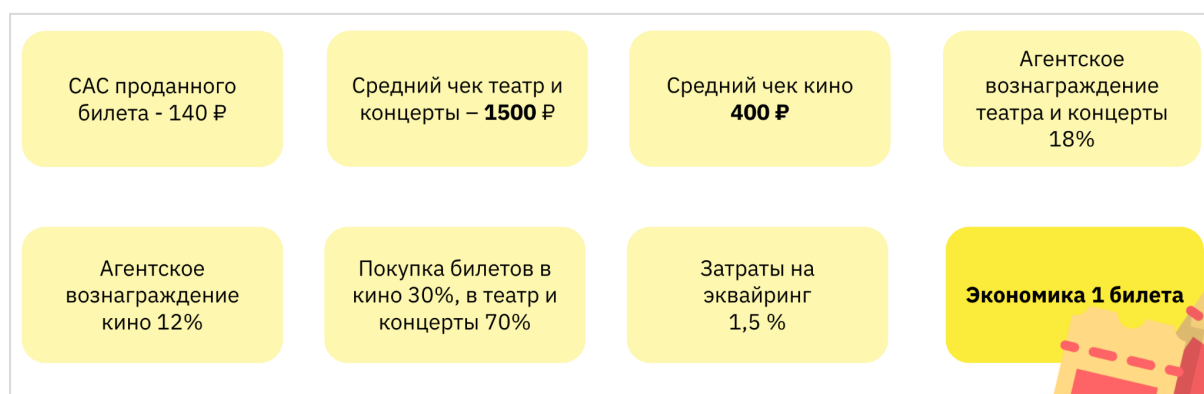 CAC проданного
билета - 140 ₽
Средний чек театр и
концерты – 1500 ₽
Средний чек кино
400 ₽
Агентское
вознаграждение
театра и концерты
18%
Агентское
вознаграждение
кино 12%
Покупка билетов в
кино 30%, в театр и
концерты 70%
Затраты на
эквайринг
1,5 %
Экономика 1 билета